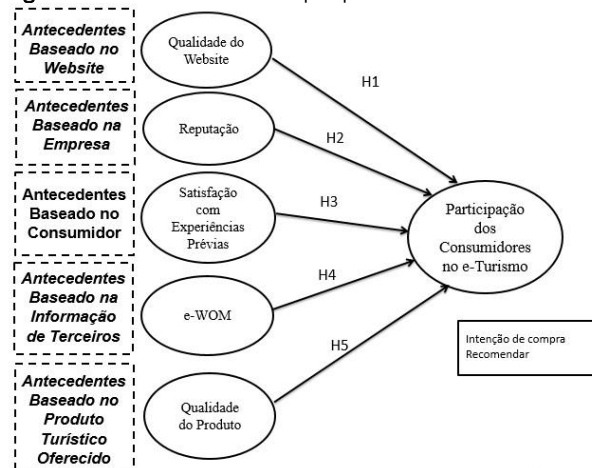 Antecedentes
Baseado no
Website
Qualidade do
Website
H1
Antecedentes
Baseado na
Empresa
Reputação
H2
Antecedentes
Baseado no
Consumidor
Satisfação
com
Experiências
Prévias
H3
Participação
dos
Consumidores
no e-Turismo
Antecedentes
Baseado na
Informação
de Terceiros
e-WOM
H4
Intenção de compra
Recomendar
Antecedentes
Baseado no
Produto
Turístico
Oferecido
Qualidade
do Produto
H5